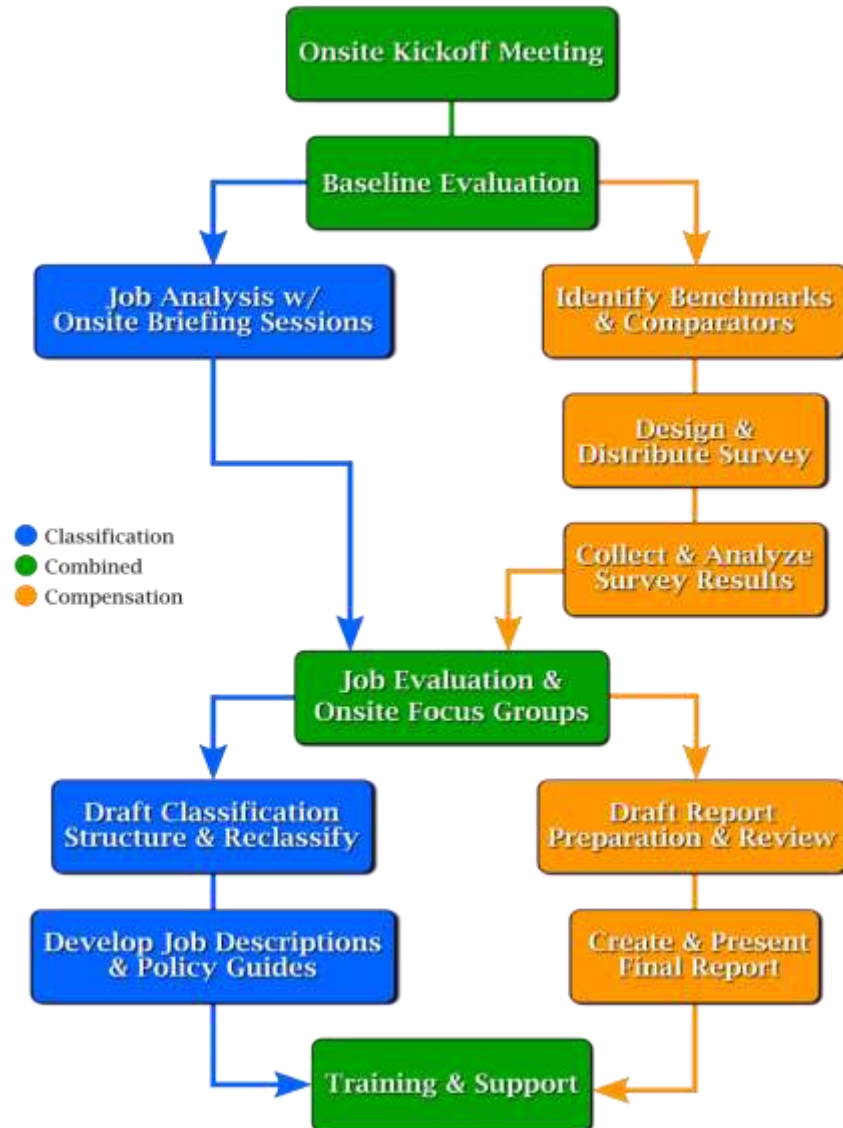 Onsite Kickoff Meeting
Baseline Evaluation
Job Analysis w/
Onsite Briefing Sessions
Identify Benchmarks
& Comparators
Design &
Distribute Survey
Collect & Analyze
Survey Results
Classification
Combined
Compensation
Job Evaluation &
Onsite Focus Groups
Draft Classification
Structure & Reclassify
Draft Report
Preparation & Review
Develop Job Descriptions
& Policy Guides
Create & Present
Final Report
Training & Support